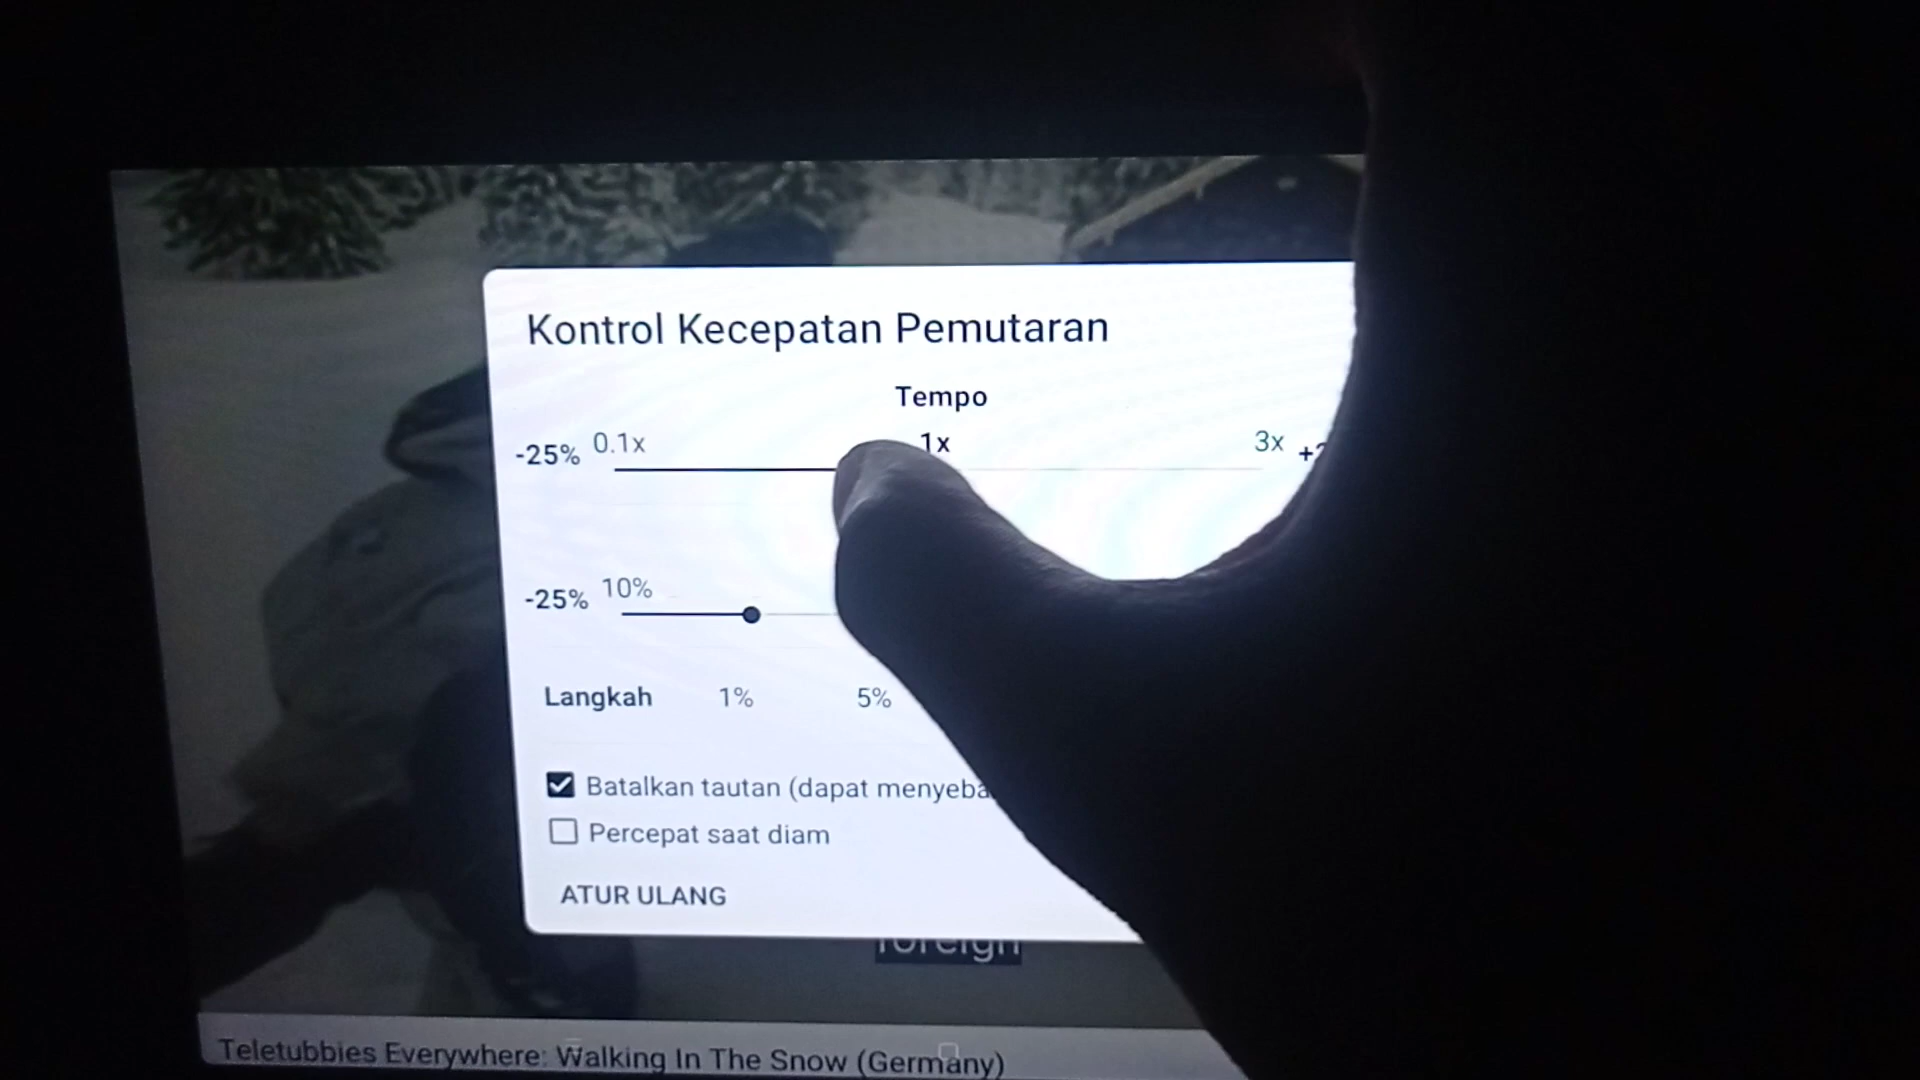 Kontrol Kecepatan Pemutaran
Tempo
-25% 0.1x 1x 3x
-25% 10%
Langkah 1% 5%
Batalkan tautan (dapat
Percepat saat diam
ATUR ULANG
foreign
Teletubbies Everywhere: Walking In The Snow (Germany)